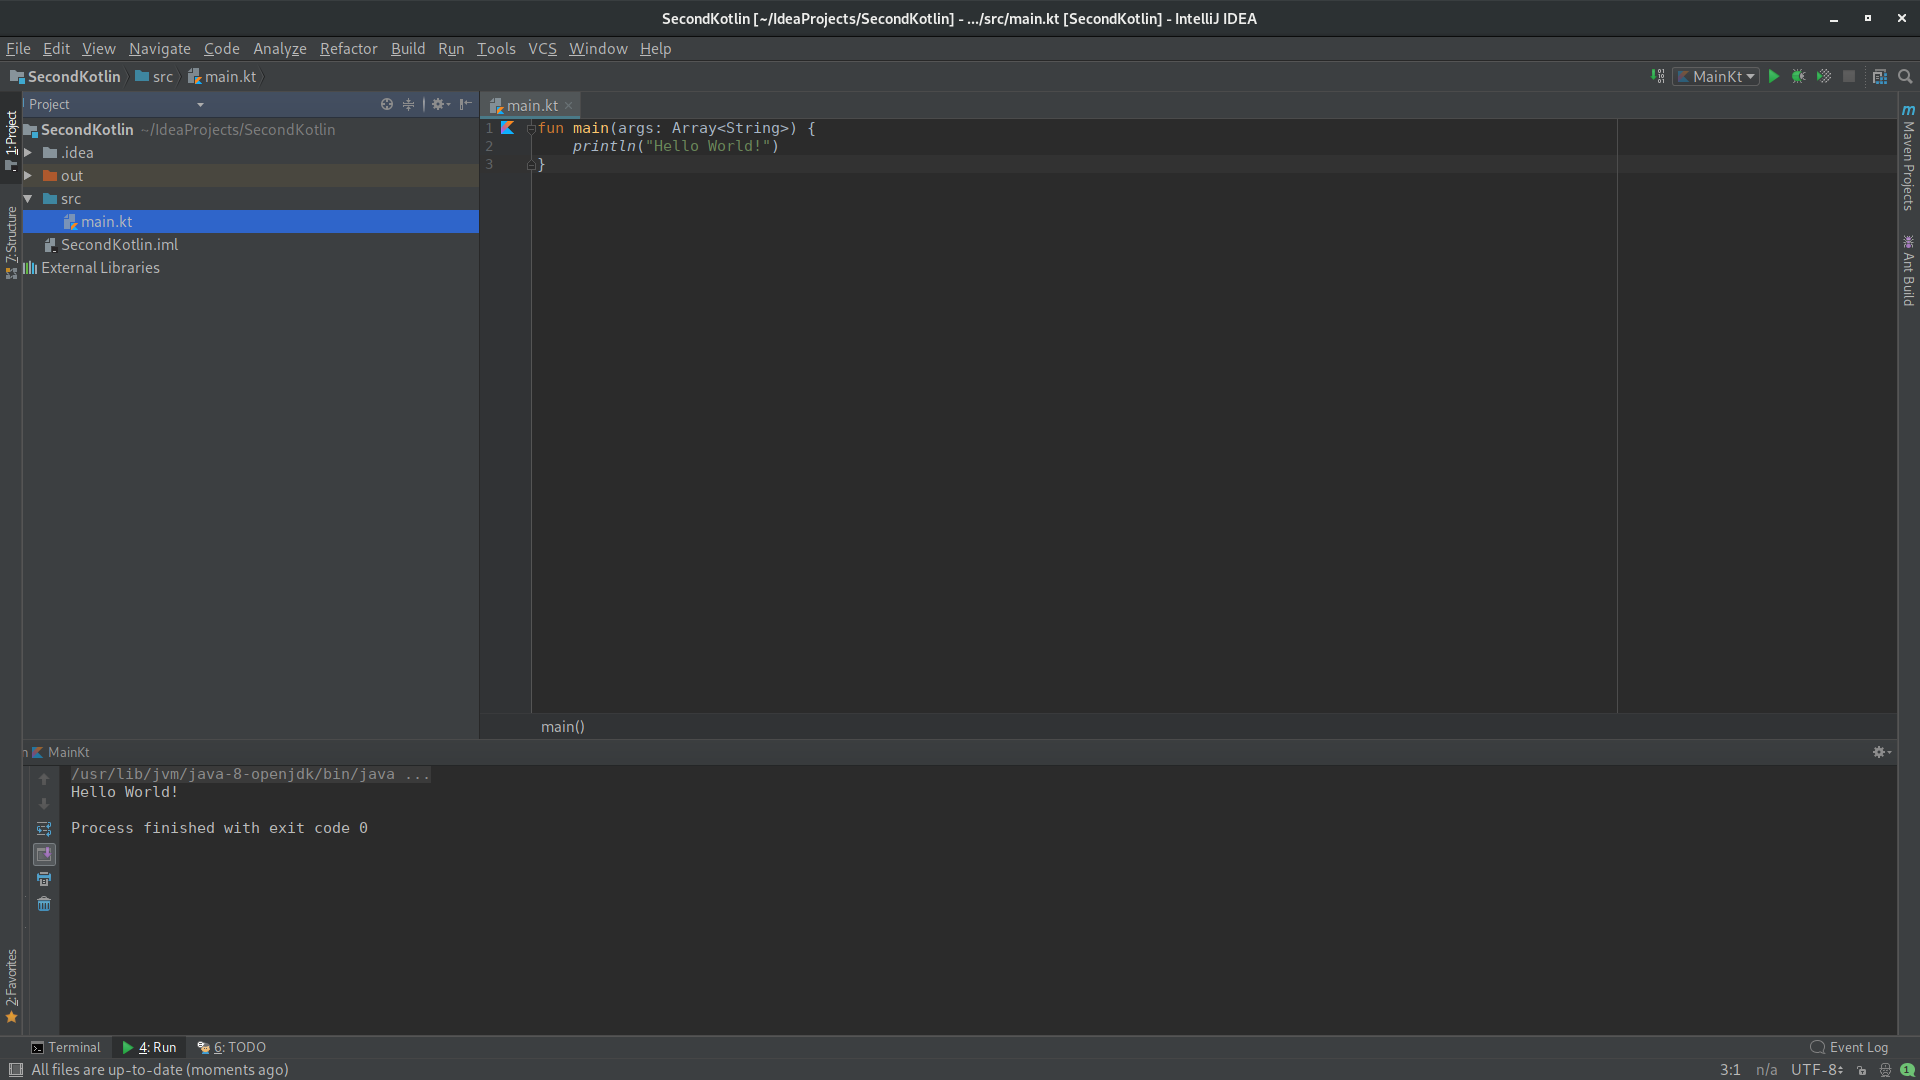 SecondKotlin [~/IdeaProjects/SecondKotlin] - .../src/main.kt [SecondKotlin] - IntelliJ IDEA
File Edit View Navigate Code Analyze Refactor Build Run Tools VCS Window Help
SecondKotlin src main.kt
MainKt
Project
main.kt
1: Project
7: Structure
2: Favorites
SecondKotlin ~/IdeaProjects/SecondKotlin
.idea
out
src
main.kt
SecondKotlin.iml
External Libraries
1 fun main(args: Array<String>) {
2 println("Hello World!")
3 }
m Maven Projects
Ant Build
main()
n MainKt
/usr/lib/jvm/java-8-openjdk/bin/java ...
Hello World!
Process finished with exit code 0
Terminal 4: Run 6: TODO Event Log
All files are up-to-date (moments ago) 3:1 n/a UTF-8 1